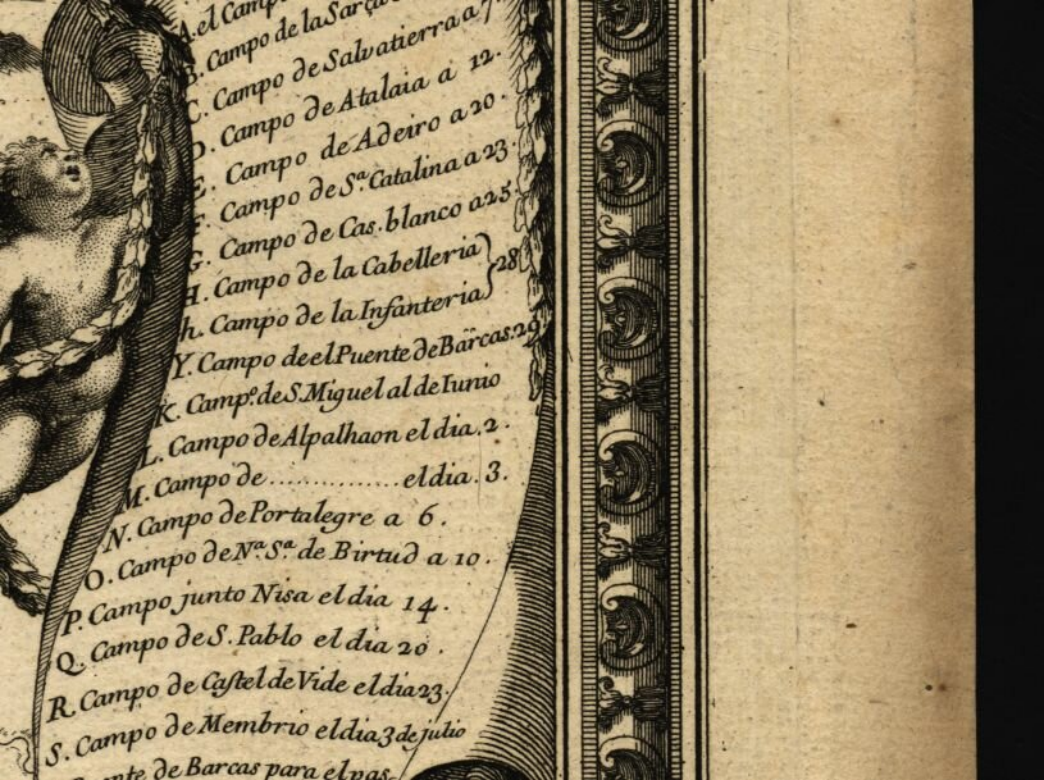 A. el Camp
B. Campo de la Sarça
C. Campo de Salvatierra a 7.
D. Campo de Atalaia a 12.
E. Campo de Adeiro a 20.
F. Campo de Sᵃ. Catalina a 23.
G. Campo de Cas. blanco a 25.
H. Campo de la Cabelleria } 28
h. Campo de la Infanteria
Y. Campo de el Puente de Barcas. 29
K. Campº. de S. Miguel al de Iunio
L. Campo de Alpalhaon el dia. 2.
M. Campo de ............... el dia. 3.
N. Campo de Portalegre a 6.
O. Campo de Nᵃ. Sᵃ. de Birtud a 10.
P. Campo junto Nisa el dia 14.
Q. Campo de S. Pablo el dia 20.
R. Campo de Castel de Vide el dia 23.
S. Campo de Membrio el dia 3 de julio
de Barcas para el pas